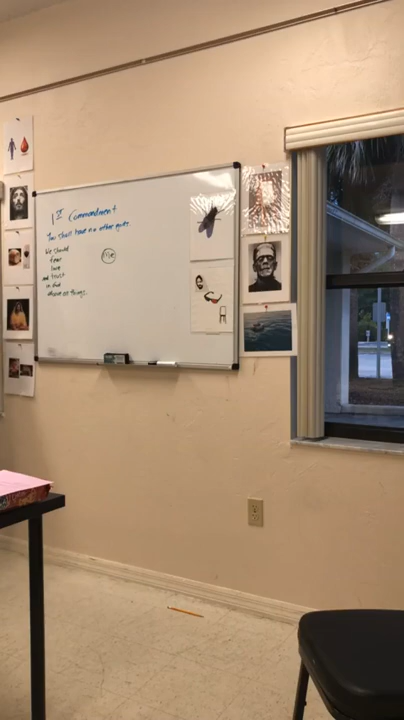 1ST Commandment
You Shall have no other gods.
We should
fear
love
and trust
in God
above all things.